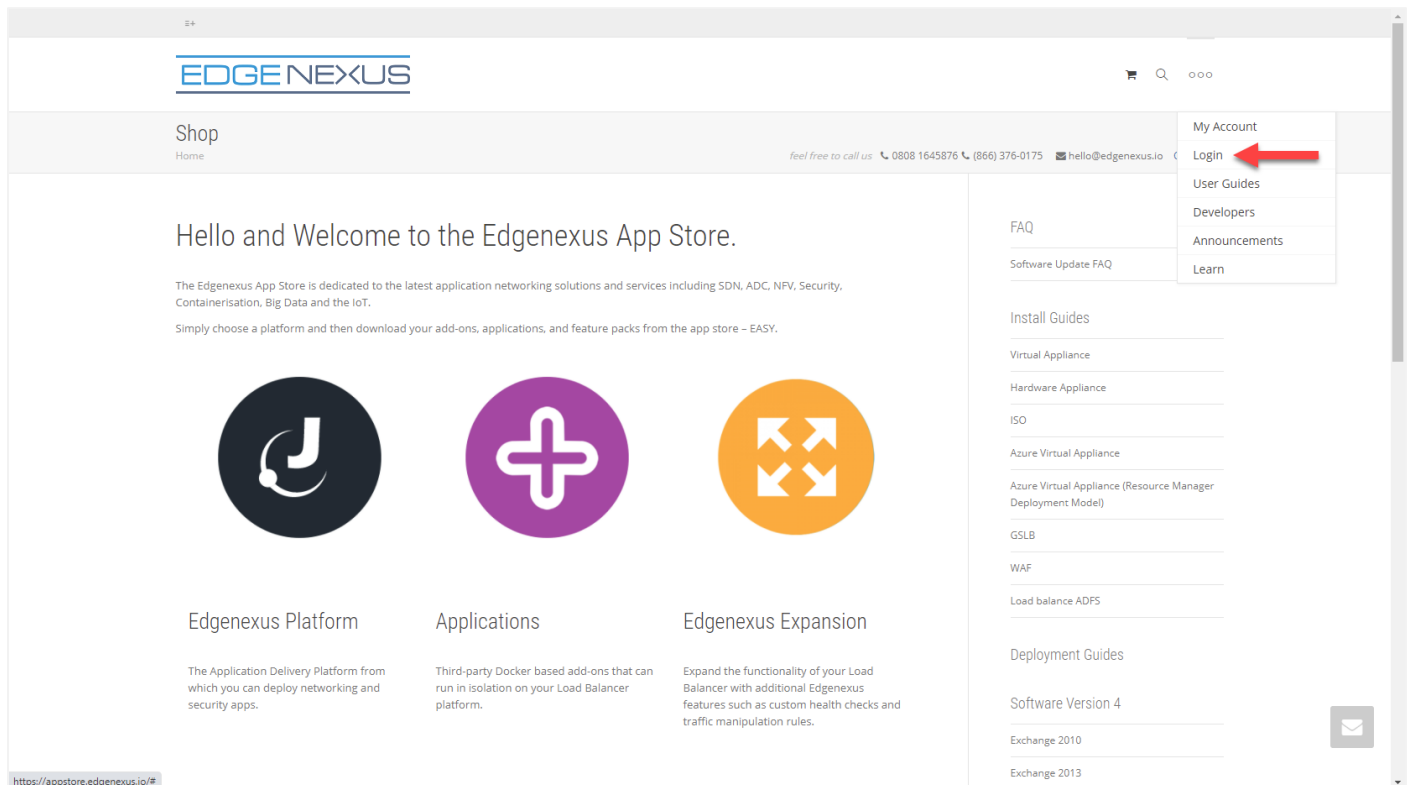 EDGENEXUS
Shop
Home
feel free to call us 0808 1645876 (866) 376-0175 hello@edgenexus.io
My Account
Login
User Guides
Developers
Announcements
Learn
Hello and Welcome to the Edgenexus App Store.
The Edgenexus App Store is dedicated to the latest application networking solutions and services including SDN, ADC, NFV, Security,
Containerisation, Big Data and the IoT.
Simply choose a platform and then download your add-ons, applications, and feature packs from the app store – EASY.
Edgenexus Platform
The Application Delivery Platform from
which you can deploy networking and
security apps.
Applications
Third-party Docker based add-ons that can
run in isolation on your Load Balancer
platform.
Edgenexus Expansion
Expand the functionality of your Load
Balancer with additional Edgenexus
features such as custom health checks and
traffic manipulation rules.
FAQ
Software Update FAQ
Install Guides
Virtual Appliance
Hardware Appliance
ISO
Azure Virtual Appliance
Azure Virtual Appliance (Resource Manager
Deployment Model)
GSLB
WAF
Load balance ADFS
Deployment Guides
Software Version 4
Exchange 2010
Exchange 2013
https://appstore.edgenexus.io/#